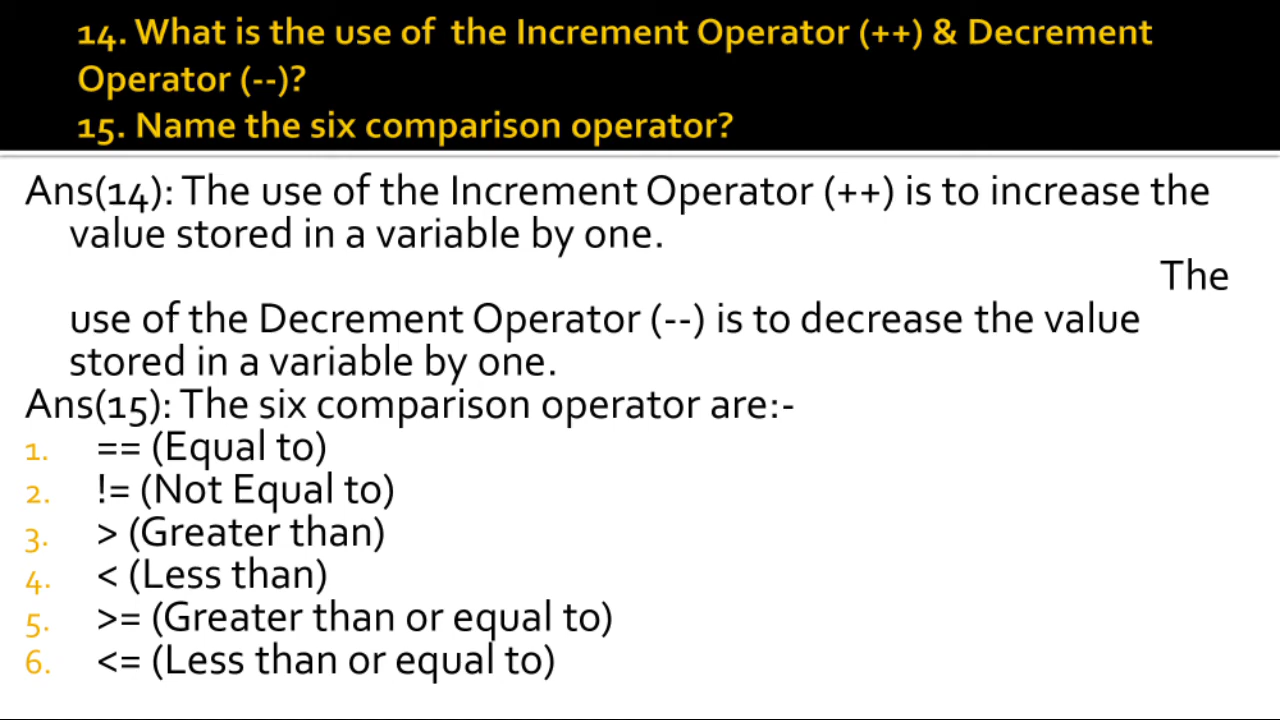 14. What is the use of the Increment Operator (++) & Decrement
Operator (--)?
15. Name the six comparison operator?
Ans(14): The use of the Increment Operator (++) is to increase the
value stored in a variable by one.
The
use of the Decrement Operator (--) is to decrease the value
stored in a variable by one.
Ans(15): The six comparison operator are:-
1. == (Equal to)
2. != (Not Equal to)
3. > (Greater than)
4. < (Less than)
5. >= (Greater than or equal to)
6. <= (Less than or equal to)